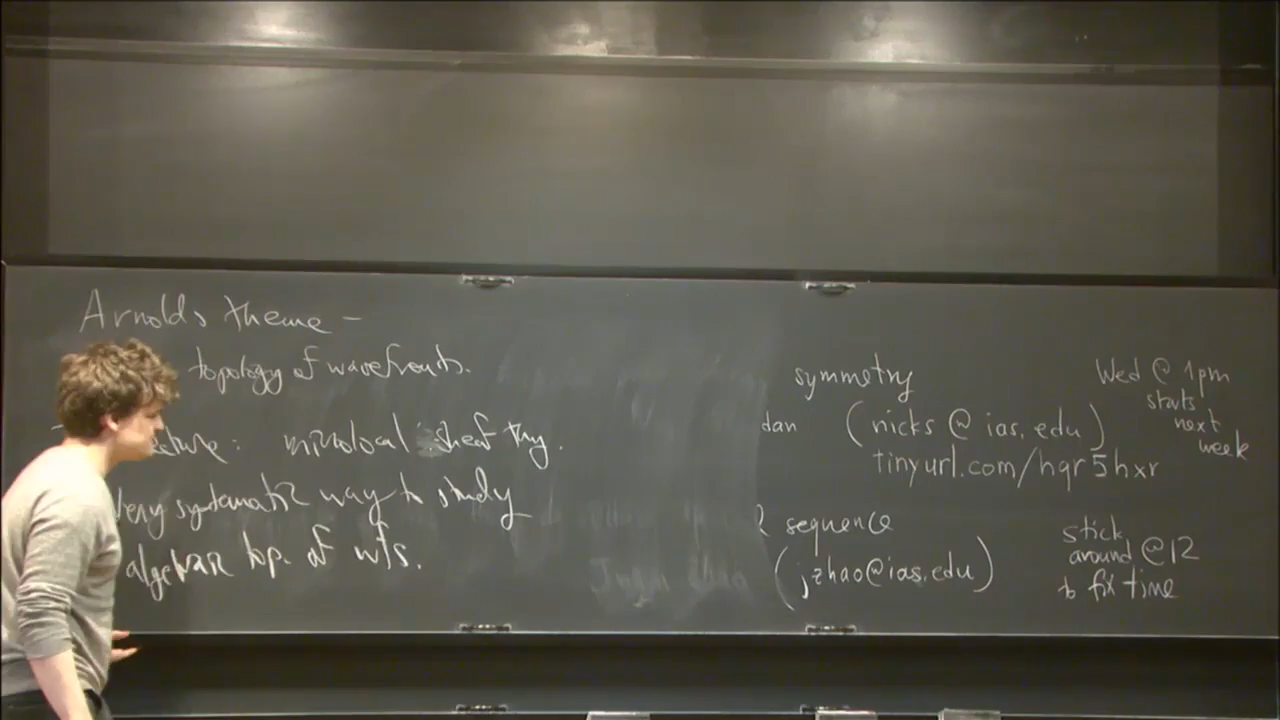 Arnolds theme -
topology of wavefronts.
microlocal sheaf thy.
very systematic way to study
algebraic top. of wfs.
symmetry
dan (nicks@ias.edu)
tinyurl.com/hqr5hxr
Wed @ 1pm
starts
next
week
sequence
(jzhao@ias.edu)
stick
around @12
to fix time